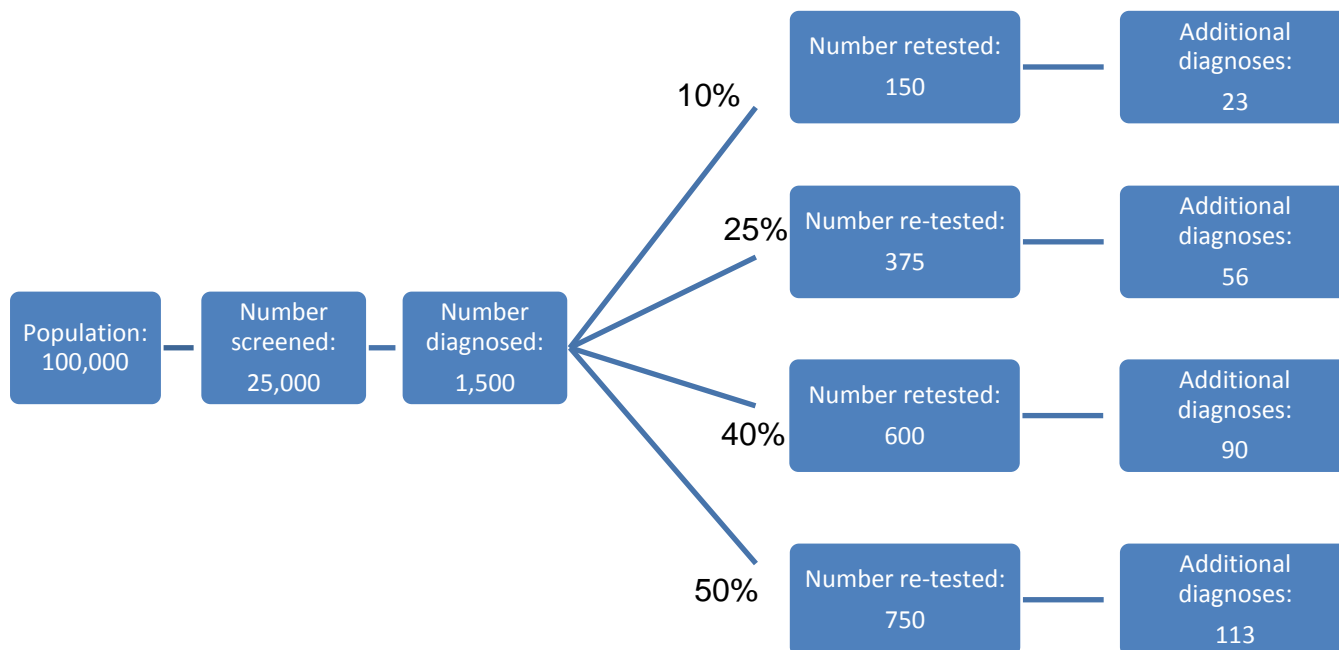 Population:
100,000
Number
screened:
25,000
Number
diagnosed:
1,500
10%
Number retested:
150
Additional
diagnoses:
23
25%
Number re-tested:
375
Additional
diagnoses:
56
40%
Number retested:
600
Additional
diagnoses:
90
50%
Number re-tested:
750
Additional
diagnoses:
113